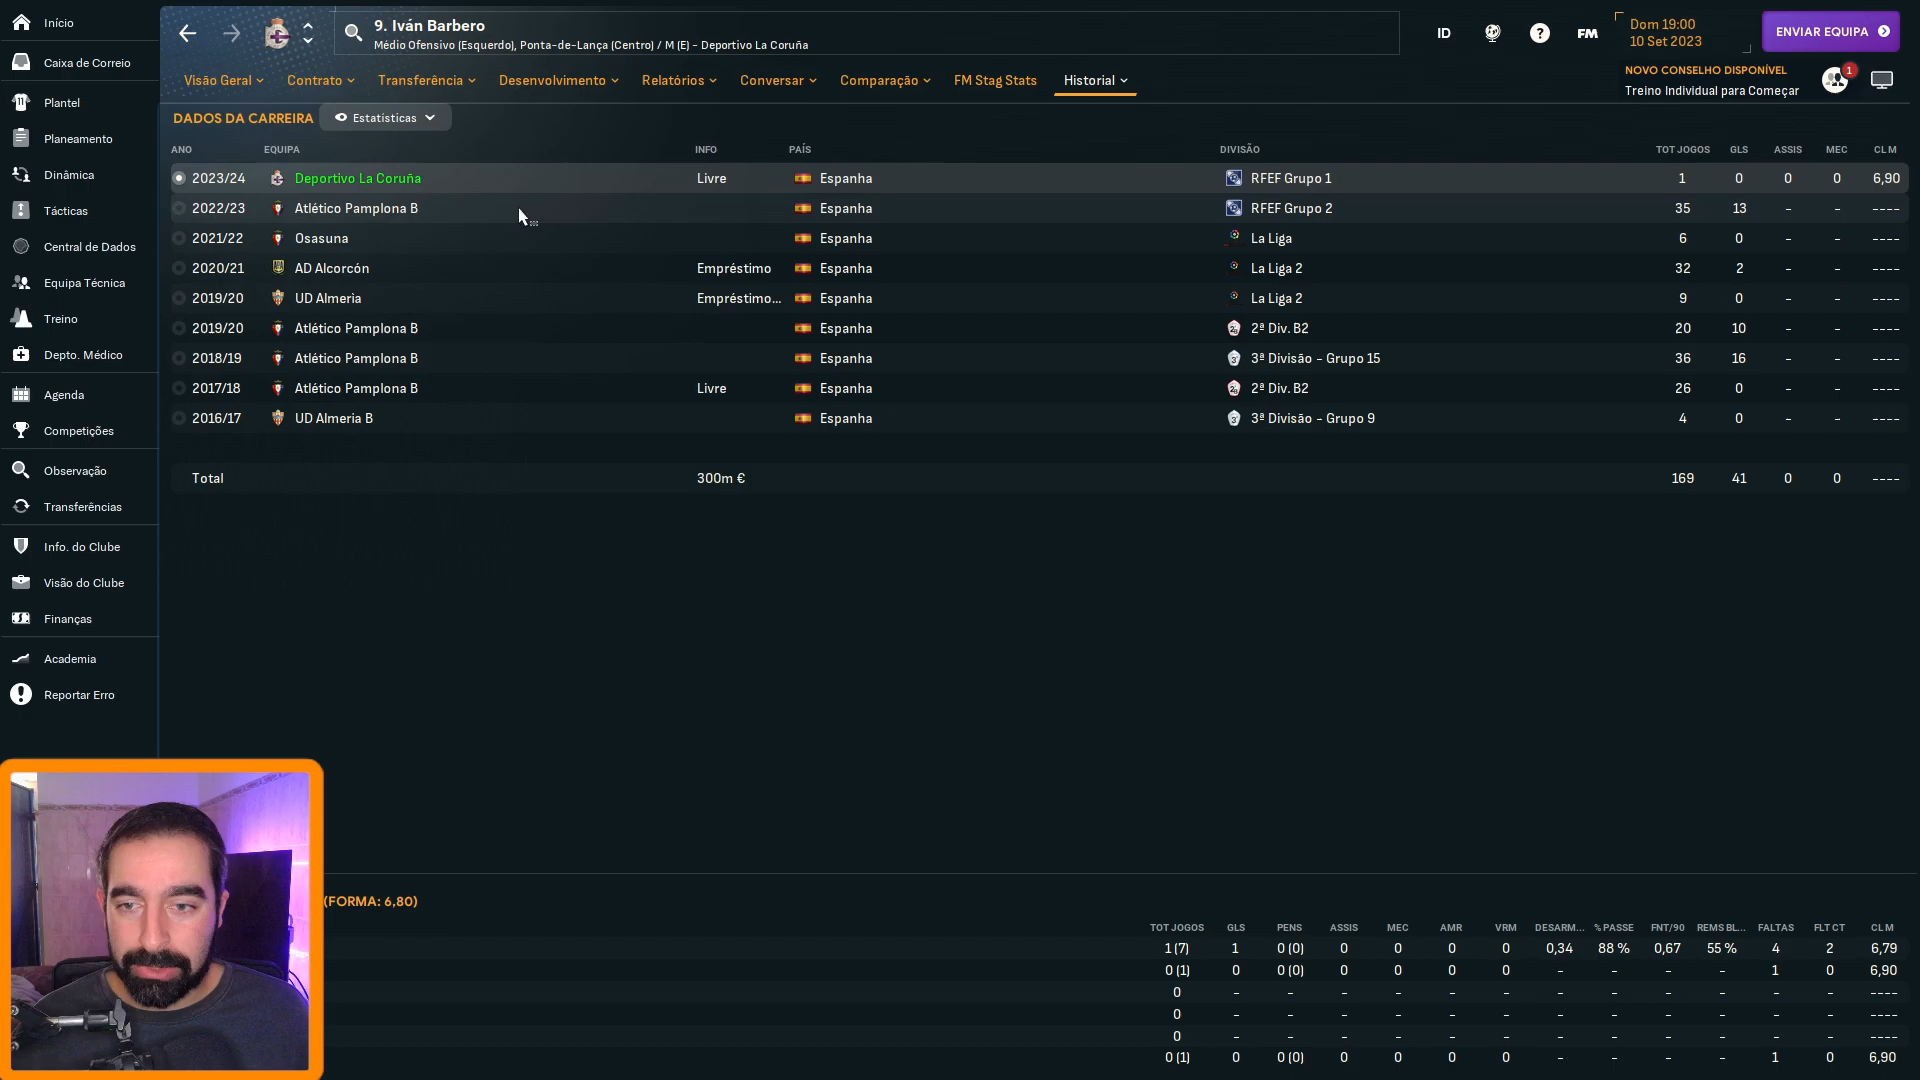 Início
Caixa de Correio
Plantel
Planeamento
Dinâmica
Tácticas
Central de Dados
Equipa Técnica
Treino
Depto. Médico
Agenda
Competições
Observação
Transferências
Info. do Clube
Visão do Clube
Finanças
Academia
Reportar Erro
9. Iván Barbero
Médio Ofensivo (Esquerdo), Ponta-de-Lança (Centro) / M (E) - Deportivo La Coruña
ID
FM
Dom 19:00
10 Set 2023
ENVIAR EQUIPA
Visão Geral Contrato Transferência Desenvolvimento Relatórios Conversar Comparação FM Stag Stats Historial
NOVO CONSELHO DISPONÍVEL
Treino Individual para Começar
1
DADOS DA CARREIRA Estatísticas
ANO EQUIPA INFO PAÍS DIVISÃO TOT JOGOS GLS ASSIS MEC CL M
2023/24 Deportivo La Coruña Livre Espanha RFEF Grupo 1 1 0 0 0 6,90
2022/23 Atlético Pamplona B Espanha RFEF Grupo 2 35 13 - - ----
2021/22 Osasuna Espanha La Liga 6 0 - - ----
2020/21 AD Alcorcón Empréstimo Espanha La Liga 2 32 2 - - ----
2019/20 UD Almería Empréstimo... Espanha La Liga 2 9 0 - - ----
2019/20 Atlético Pamplona B Espanha 2ª Div. B2 20 10 - - ----
2018/19 Atlético Pamplona B Espanha 3ª Divisão - Grupo 15 36 16 - - ----
2017/18 Atlético Pamplona B Livre Espanha 2ª Div. B2 26 0 - - ----
2016/17 UD Almeria B Espanha 3ª Divisão - Grupo 9 4 0 - - ----
Total 300m € 169 41 0 0 ----
(FORMA: 6,80)
TOT JOGOS GLS PENS ASSIS MEC AMR VRM DESARM... % PASSE FNT/90 REMS BL... FALTAS FLT CT CL M
1 (7) 1 0 (0) 0 0 0 0 0,34 88 % 0,67 55 % 4 2 6,79
0 (1) 0 0 (0) 0 0 0 0 - - - - 1 0 6,90
0 - - - - - - - - - - - - ----
0 - - - - - - - - - - - - ----
0 - - - - - - - - - - - - ----
0 (1) 0 0 (0) 0 0 0 0 - - - - 1 0 6,90